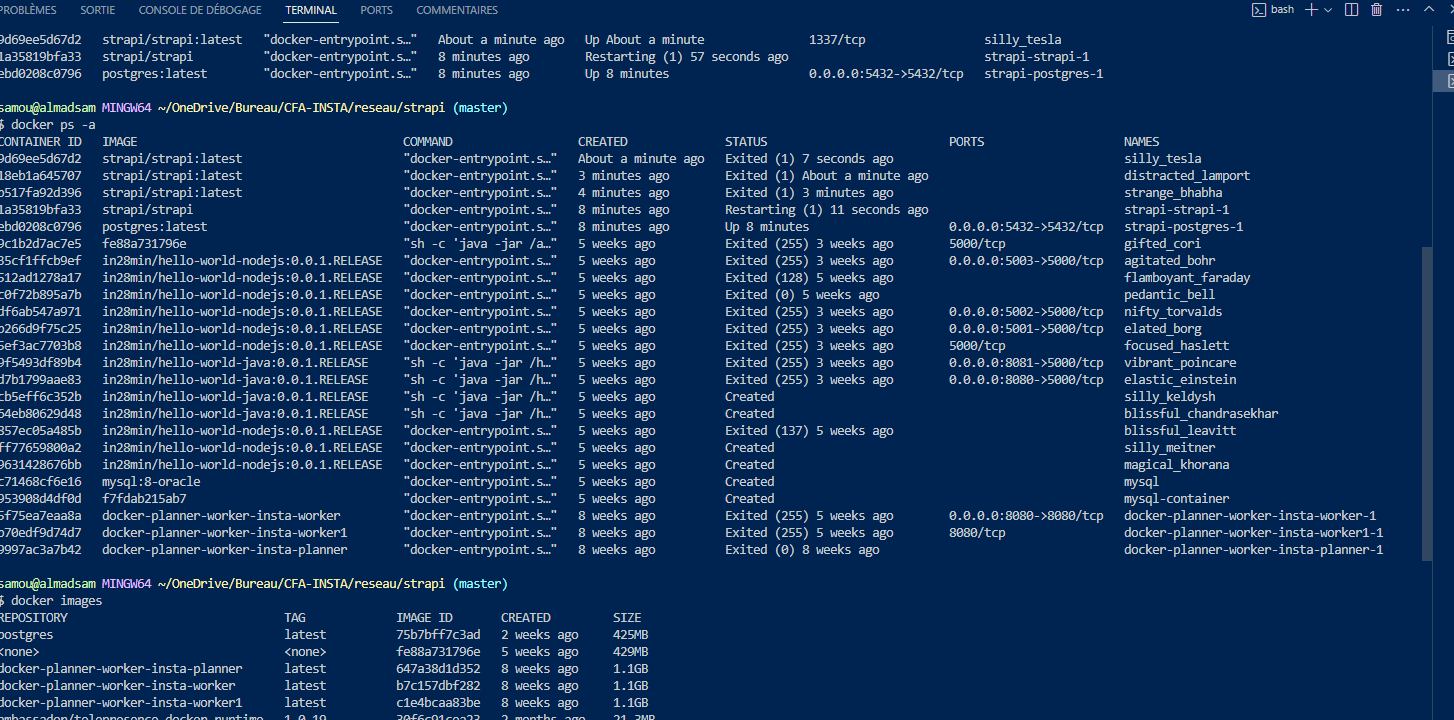 PROBLÈMES SORTIE CONSOLE DE DÉBOGAGE TERMINAL PORTS COMMENTAIRES bash
9d69ee5d67d2 strapi/strapi:latest "docker-entrypoint.s…" About a minute ago Up About a minute 1337/tcp silly_tesla
1a35819bfa33 strapi/strapi "docker-entrypoint.s…" 8 minutes ago Restarting (1) 57 seconds ago strapi-strapi-1
ebd0208c0796 postgres:latest "docker-entrypoint.s…" 8 minutes ago Up 8 minutes 0.0.0.0:5432->5432/tcp strapi-postgres-1
samou@almadsam MINGW64 ~/OneDrive/Bureau/CFA-INSTA/reseau/strapi (master)
$ docker ps -a
CONTAINER ID IMAGE COMMAND CREATED STATUS PORTS NAMES
9d69ee5d67d2 strapi/strapi:latest "docker-entrypoint.s…" About a minute ago Exited (1) 7 seconds ago silly_tesla
18eb1a645707 strapi/strapi:latest "docker-entrypoint.s…" 3 minutes ago Exited (1) About a minute ago distracted_lamport
b517fa92d396 strapi/strapi:latest "docker-entrypoint.s…" 4 minutes ago Exited (1) 3 minutes ago strange_bhabha
1a35819bfa33 strapi/strapi "docker-entrypoint.s…" 8 minutes ago Restarting (1) 11 seconds ago strapi-strapi-1
ebd0208c0796 postgres:latest "docker-entrypoint.s…" 8 minutes ago Up 8 minutes 0.0.0.0:5432->5432/tcp strapi-postgres-1
9c1b2d7ac7e5 fe88a731796e "sh -c 'java -jar /a…" 5 weeks ago Exited (255) 3 weeks ago 5000/tcp gifted_cori
35cf1ffcb9ef in28min/hello-world-nodejs:0.0.1.RELEASE "docker-entrypoint.s…" 5 weeks ago Exited (255) 3 weeks ago 0.0.0.0:5003->5000/tcp agitated_bohr
512ad1278a17 in28min/hello-world-nodejs:0.0.1.RELEASE "docker-entrypoint.s…" 5 weeks ago Exited (128) 5 weeks ago flamboyant_faraday
c0f72b895a7b in28min/hello-world-nodejs:0.0.1.RELEASE "docker-entrypoint.s…" 5 weeks ago Exited (0) 5 weeks ago pedantic_bell
df6ab547a971 in28min/hello-world-nodejs:0.0.1.RELEASE "docker-entrypoint.s…" 5 weeks ago Exited (255) 3 weeks ago 0.0.0.0:5002->5000/tcp nifty_torvalds
b266d9f75c25 in28min/hello-world-nodejs:0.0.1.RELEASE "docker-entrypoint.s…" 5 weeks ago Exited (255) 3 weeks ago 0.0.0.0:5001->5000/tcp elated_borg
5ef3ac7703b8 in28min/hello-world-nodejs:0.0.1.RELEASE "docker-entrypoint.s…" 5 weeks ago Exited (255) 3 weeks ago 5000/tcp focused_haslett
9f5493df89b4 in28min/hello-world-java:0.0.1.RELEASE "sh -c 'java -jar /h…" 5 weeks ago Exited (255) 3 weeks ago 0.0.0.0:8081->5000/tcp vibrant_poincare
d7b1799aae83 in28min/hello-world-java:0.0.1.RELEASE "sh -c 'java -jar /h…" 5 weeks ago Exited (255) 3 weeks ago 0.0.0.0:8080->5000/tcp elastic_einstein
cb5eff6c352b in28min/hello-world-java:0.0.1.RELEASE "sh -c 'java -jar /h…" 5 weeks ago Created silly_keldysh
64eb80629d48 in28min/hello-world-java:0.0.1.RELEASE "sh -c 'java -jar /h…" 5 weeks ago Created blissful_chandrasekhar
857ec05a485b in28min/hello-world-nodejs:0.0.1.RELEASE "docker-entrypoint.s…" 5 weeks ago Exited (137) 5 weeks ago blissful_leavitt
ff77659800a2 in28min/hello-world-nodejs:0.0.1.RELEASE "docker-entrypoint.s…" 5 weeks ago Created silly_meitner
9631428676bb in28min/hello-world-nodejs:0.0.1.RELEASE "docker-entrypoint.s…" 5 weeks ago Created magical_khorana
c71468cf6e16 mysql:8-oracle "docker-entrypoint.s…" 5 weeks ago Created mysql
953908d4df0d f7fdab215ab7 "docker-entrypoint.s…" 5 weeks ago Created mysql-container
5f75ea7eaa8a docker-planner-worker-insta-worker "docker-entrypoint.s…" 8 weeks ago Exited (255) 5 weeks ago 0.0.0.0:8080->8080/tcp docker-planner-worker-insta-worker-1
b70edf9d74d7 docker-planner-worker-insta-worker1 "docker-entrypoint.s…" 8 weeks ago Exited (255) 5 weeks ago 8080/tcp docker-planner-worker-insta-worker1-1
9997ac3a7b42 docker-planner-worker-insta-planner "docker-entrypoint.s…" 8 weeks ago Exited (0) 8 weeks ago docker-planner-worker-insta-planner-1
samou@almadsam MINGW64 ~/OneDrive/Bureau/CFA-INSTA/reseau/strapi (master)
$ docker images
REPOSITORY TAG IMAGE ID CREATED SIZE
postgres latest 75b7bff7c3ad 2 weeks ago 425MB
<none> <none> fe88a731796e 5 weeks ago 429MB
docker-planner-worker-insta-planner latest 647a38d1d352 8 weeks ago 1.1GB
docker-planner-worker-insta-worker latest b7c157dbf282 8 weeks ago 1.1GB
docker-planner-worker-insta-worker1 latest c1e4bcaa83be 8 weeks ago 1.1GB